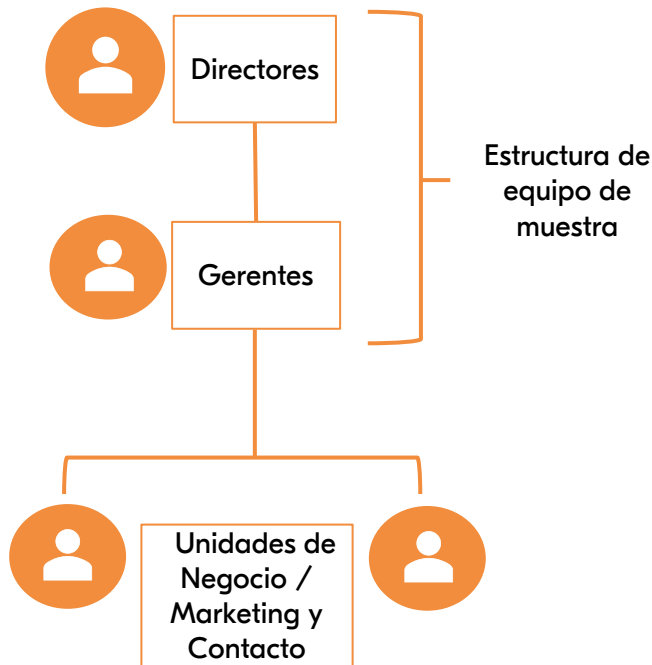 Directores
Estructura de
equipo de
muestra
Gerentes
Unidades de
Negocio /
Marketing y
Contacto